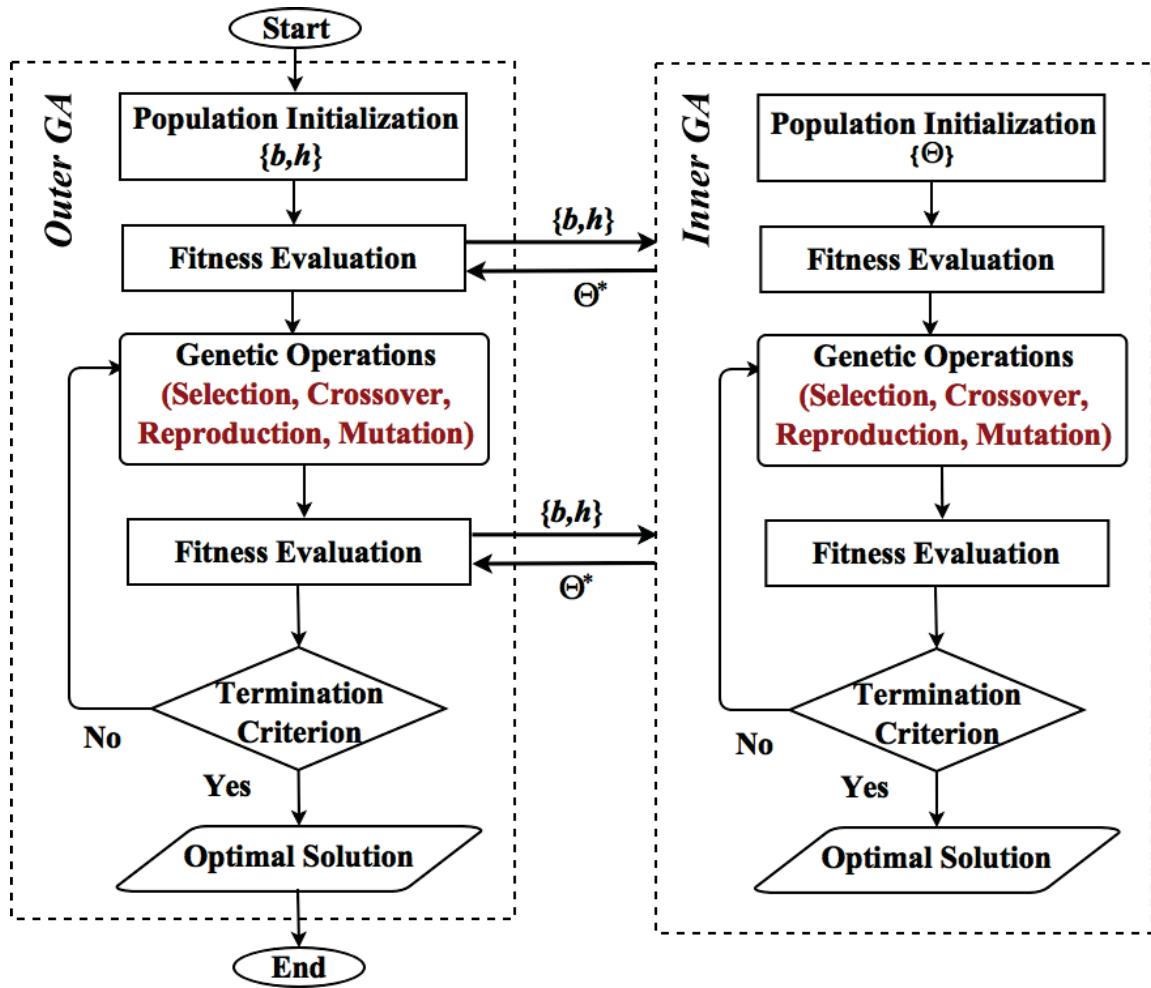 Start
Outer GA
Population Initialization
{b,h}
Fitness Evaluation
{b,h}
Θ*
Genetic Operations
(Selection, Crossover,
Reproduction, Mutation)
Fitness Evaluation
{b,h}
Θ*
Termination
Criterion
No
Yes
Optimal Solution
End
Inner GA
Population Initialization
{Θ}
Fitness Evaluation
Genetic Operations
(Selection, Crossover,
Reproduction, Mutation)
Fitness Evaluation
Termination
Criterion
No
Yes
Optimal Solution